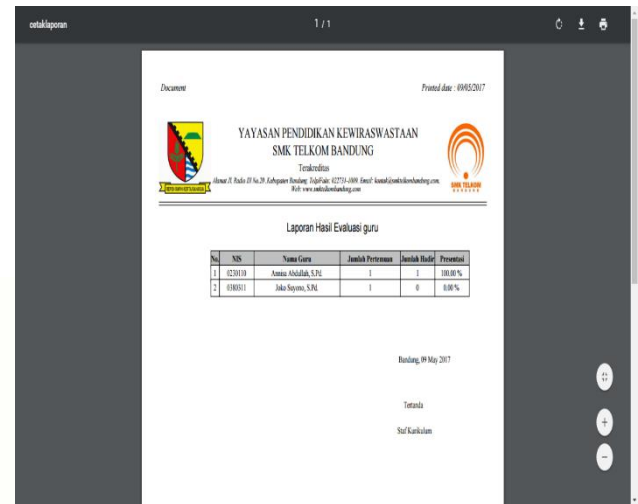 cetaklaporan
1 / 1
Document
Printed date : 09/05/2017
YAYASAN PENDIDIKAN KEWIRASWASTAAN
SMK TELKOM BANDUNG
Terakreditas
Web: www.smktelkombandung.com
SMK TELKOM
BANDUNG
Laporan Hasil Evaluasi guru
No. NIS Nama Guru Jumlah Pertemuan Jumlah Hadir Presentasi
1 0230110 Annisa Abdullah, S.Pd. 1 1 100.00 %
2 0380311 Joko Suyono, S.Pd. 1 0 0.00 %
Bandung, 09 May 2017
Tertanda
Staf Kurikulum